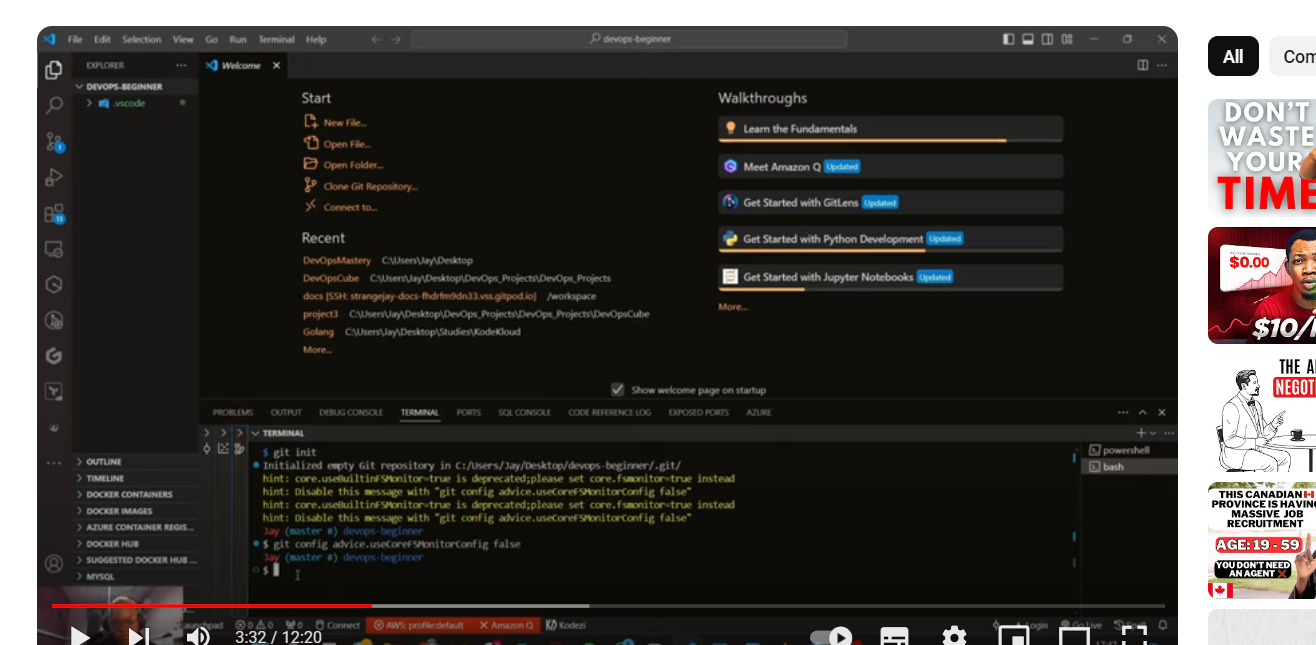 File Edit Selection View Go Run Terminal Help
devops-beginner
EXPLORER
Welcome
DEVOPS-BEGINNER
.vscode
Start
New File...
Open File...
Open Folder...
Clone Git Repository...
Connect to...
Recent
DevOpsMastery C:\Users\Jay\Desktop
DevOpsCube C:\Users\Jay\Desktop\DevOps_Projects\DevOps_Projects
docs [SSH: strangejay-docs-fhdrfm9dn33.vss.gitpod.io] /workspace
project3 C:\Users\Jay\Desktop\DevOps_Projects\DevOps_Projects\DevOpsCube
Golang C:\Users\Jay\Desktop\Studies\KodeKloud
More...
Walkthroughs
Learn the Fundamentals
Meet Amazon Q Updated
Get Started with GitLens Updated
Get Started with Python Development Updated
Get Started with Jupyter Notebooks Updated
More...
Show welcome page on startup
PROBLEMS OUTPUT DEBUG CONSOLE TERMINAL PORTS SQL CONSOLE CODE REFERENCE LOG EXPOSED PORTS AZURE
TERMINAL
$ git init
Initialized empty Git repository in C:/Users/Jay/Desktop/devops-beginner/.git/
hint: core.useBuiltinFSMonitor=true is deprecated;please set core.fsmonitor=true instead
hint: Disable this message with "git config advice.useCoreFSMonitorConfig false"
hint: core.useBuiltinFSMonitor=true is deprecated;please set core.fsmonitor=true instead
hint: Disable this message with "git config advice.useCoreFSMonitorConfig false"
Jay (master #) devops-beginner
$ git config advice.useCoreFSMonitorConfig false
Jay (master #) devops-beginner
$
powershell
bash
OUTLINE
TIMELINE
DOCKER CONTAINERS
DOCKER IMAGES
AZURE CONTAINER REGIS...
DOCKER HUB
SUGGESTED DOCKER HUB ...
MYSQL
0 0 0 Connect AWS: profile:default Amazon Q Kodezi
Go Live
3:32 / 12:20
All
DON'T
WASTE
YOUR
TIME
$0.00
$10/
THE
THIS CANADIAN
PROVINCE IS HAVING
MASSIVE JOB
RECRUITMENT
AGE: 19 - 59
YOU DON'T NEED
AN AGENT